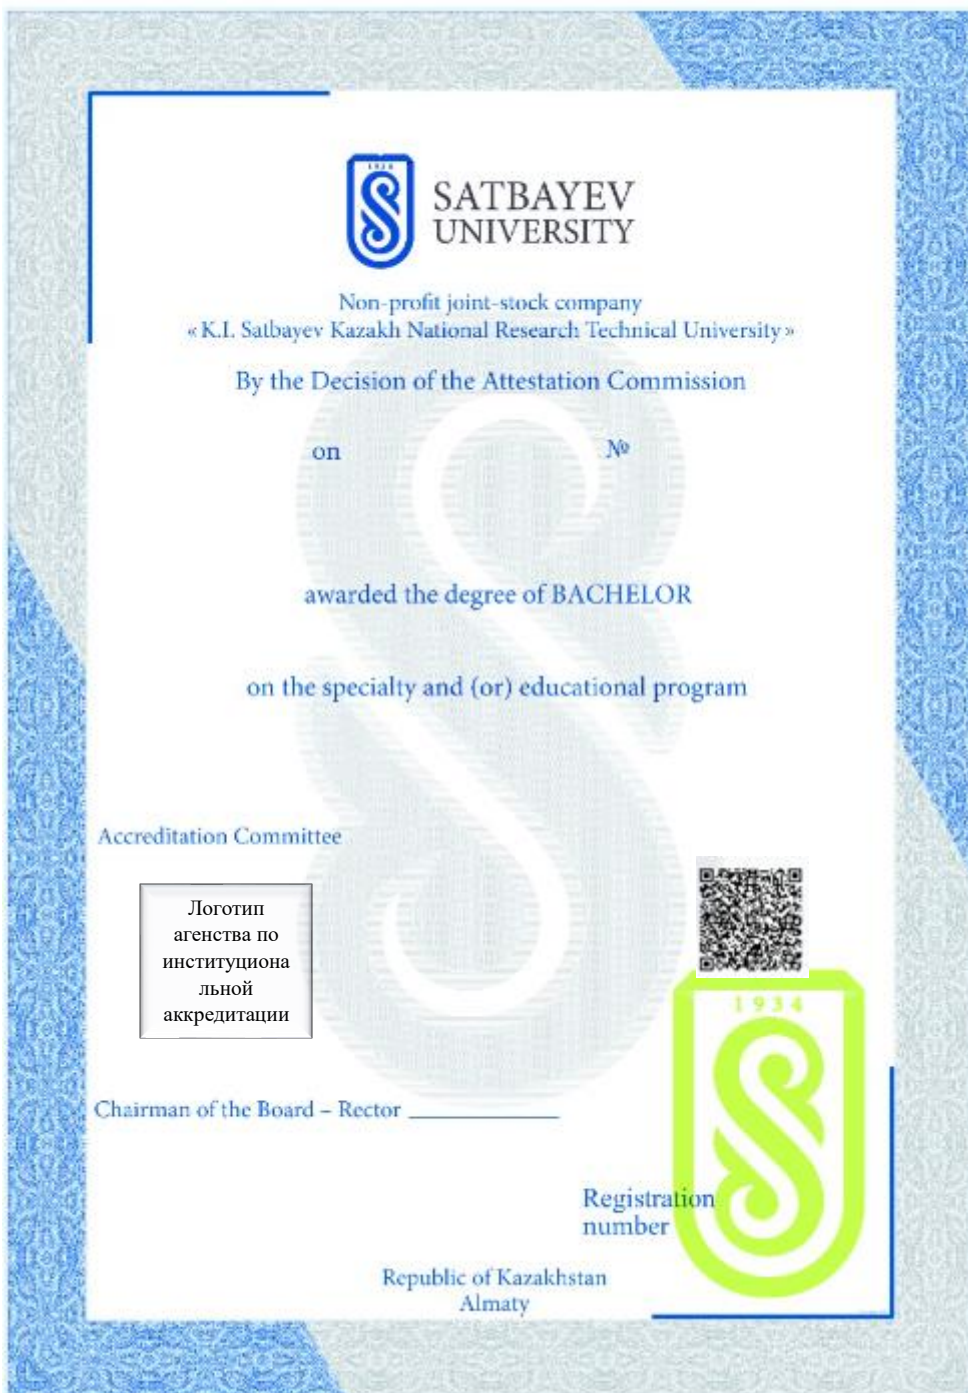 1934
SATBAYEV
UNIVERSITY
Non-profit joint-stock company
«K.I. Satbayev Kazakh National Research Technical University»
By the Decision of the Attestation Commission
on №
awarded the degree of BACHELOR
on the specialty and (or) educational program
Accreditation Committee
Логотип
агенства по
институциона
льной
аккредитации
1934
Chairman of the Board – Rector
Registration
number
Republic of Kazakhstan
Almaty